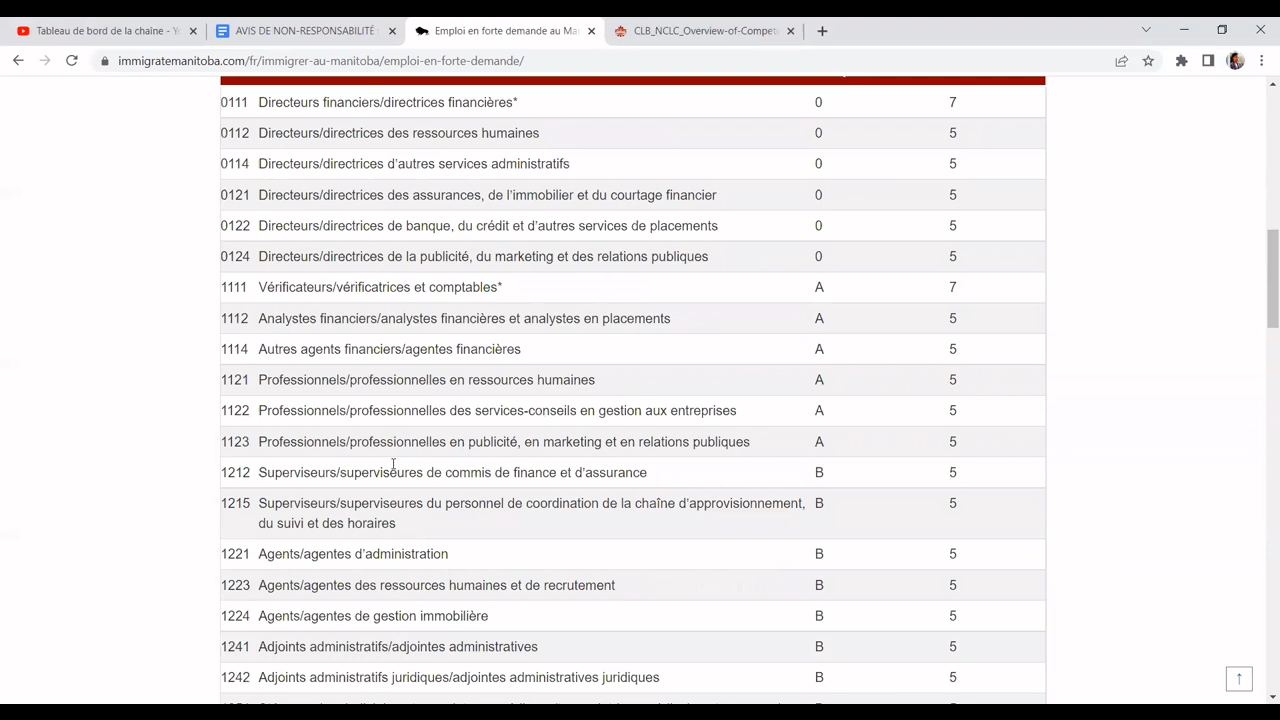 Tableau de bord de la chaîne - Y
AVIS DE NON-RESPONSABILITÉ
Emploi en forte demande au Ma
CLB_NCLC_Overview-of-Compet
immigratemanitoba.com/fr/immigrer-au-manitoba/emploi-en-forte-demande/
0111 Directeurs financiers/directrices financières* 0 7
0112 Directeurs/directrices des ressources humaines 0 5
0114 Directeurs/directrices d'autres services administratifs 0 5
0121 Directeurs/directrices des assurances, de l'immobilier et du courtage financier 0 5
0122 Directeurs/directrices de banque, du crédit et d'autres services de placements 0 5
0124 Directeurs/directrices de la publicité, du marketing et des relations publiques 0 5
1111 Vérificateurs/vérificatrices et comptables* A 7
1112 Analystes financiers/analystes financières et analystes en placements A 5
1114 Autres agents financiers/agentes financières A 5
1121 Professionnels/professionnelles en ressources humaines A 5
1122 Professionnels/professionnelles des services-conseils en gestion aux entreprises A 5
1123 Professionnels/professionnelles en publicité, en marketing et en relations publiques A 5
1212 Superviseurs/superviseures de commis de finance et d'assurance B 5
1215 Superviseurs/superviseures du personnel de coordination de la chaîne d'approvisionnement, B 5
du suivi et des horaires
1221 Agents/agentes d'administration B 5
1223 Agents/agentes des ressources humaines et de recrutement B 5
1224 Agents/agentes de gestion immobilière B 5
1241 Adjoints administratifs/adjointes administratives B 5
1242 Adjoints administratifs juridiques/adjointes administratives juridiques B 5